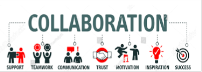 COLLABORATION
SUPPORT TEAMWORK COMMUNICATION TRUST MOTIVATION INSPIRATION SUCCESS